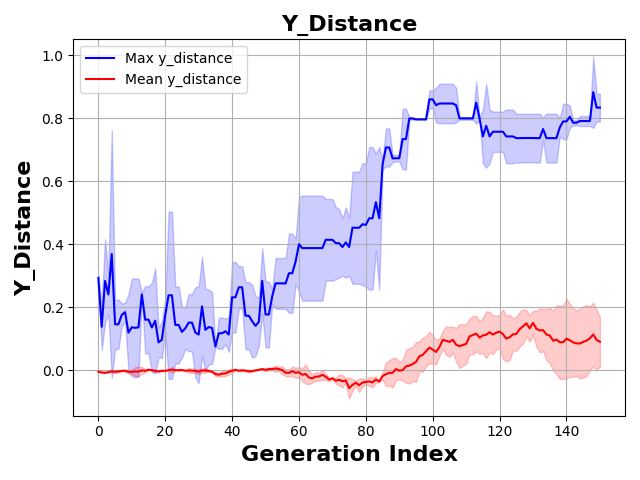 Y_Distance
Max y_distance
Mean y_distance
Y_Distance
1.0
0.8
0.6
0.4
0.2
0.0
0 20 40 60 80 100 120 140
Generation Index